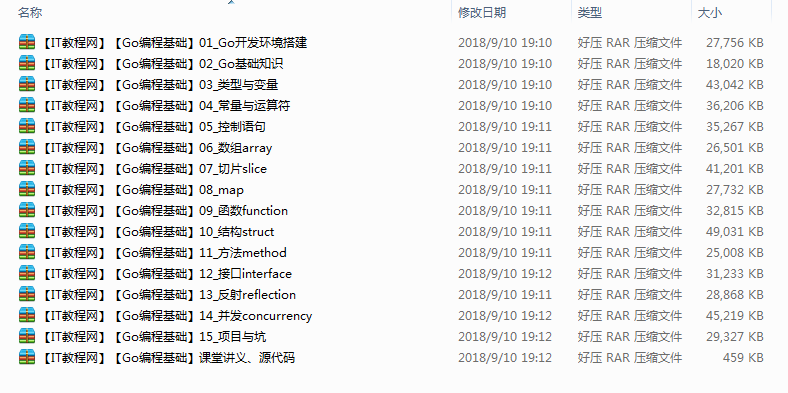 名称 修改日期 类型 大小
【IT教程网】【Go编程基础】01_Go开发环境搭建 2018/9/10 19:10 好压 RAR 压缩文件 27,756 KB
【IT教程网】【Go编程基础】02_Go基础知识 2018/9/10 19:10 好压 RAR 压缩文件 18,020 KB
【IT教程网】【Go编程基础】03_类型与变量 2018/9/10 19:10 好压 RAR 压缩文件 43,042 KB
【IT教程网】【Go编程基础】04_常量与运算符 2018/9/10 19:10 好压 RAR 压缩文件 36,206 KB
【IT教程网】【Go编程基础】05_控制语句 2018/9/10 19:11 好压 RAR 压缩文件 35,267 KB
【IT教程网】【Go编程基础】06_数组array 2018/9/10 19:11 好压 RAR 压缩文件 26,501 KB
【IT教程网】【Go编程基础】07_切片slice 2018/9/10 19:11 好压 RAR 压缩文件 41,201 KB
【IT教程网】【Go编程基础】08_map 2018/9/10 19:11 好压 RAR 压缩文件 27,732 KB
【IT教程网】【Go编程基础】09_函数function 2018/9/10 19:11 好压 RAR 压缩文件 32,815 KB
【IT教程网】【Go编程基础】10_结构struct 2018/9/10 19:11 好压 RAR 压缩文件 49,031 KB
【IT教程网】【Go编程基础】11_方法method 2018/9/10 19:11 好压 RAR 压缩文件 25,008 KB
【IT教程网】【Go编程基础】12_接口interface 2018/9/10 19:12 好压 RAR 压缩文件 31,233 KB
【IT教程网】【Go编程基础】13_反射reflection 2018/9/10 19:11 好压 RAR 压缩文件 28,868 KB
【IT教程网】【Go编程基础】14_并发concurrency 2018/9/10 19:12 好压 RAR 压缩文件 45,219 KB
【IT教程网】【Go编程基础】15_项目与坑 2018/9/10 19:12 好压 RAR 压缩文件 29,327 KB
【IT教程网】【Go编程基础】课堂讲义、源代码 2018/9/10 19:12 好压 RAR 压缩文件 459 KB